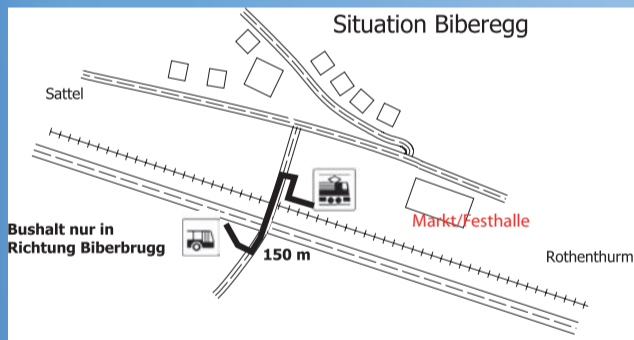 Situation Biberegg
Sattel
Markt/Festhalle
Bushalt nur in
Richtung Biberbrugg
150 m
Rothenthurm